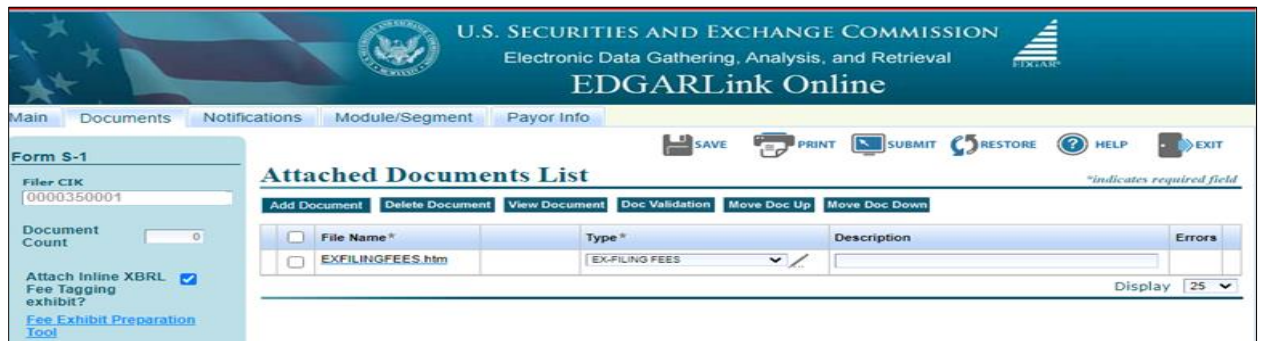 U.S. SECURITIES AND EXCHANGE COMMISSION
Electronic Data Gathering, Analysis, and Retrieval
EDGARLink Online
EDGAR
Main Documents Notifications Module/Segment Payor Info
SAVE PRINT SUBMIT RESTORE HELP EXIT
Form S-1
Filer CIK
0000350001
Document Count 0
Attach Inline XBRL
Fee Tagging
exhibit?
Fee Exhibit Preparation
Tool
Attached Documents List
*indicates required field
Add Document Delete Document View Document Doc Validation Move Doc Up Move Doc Down
File Name* Type* Description Errors
EXFILINGFEES.htm EX-FILING FEES
Display 25